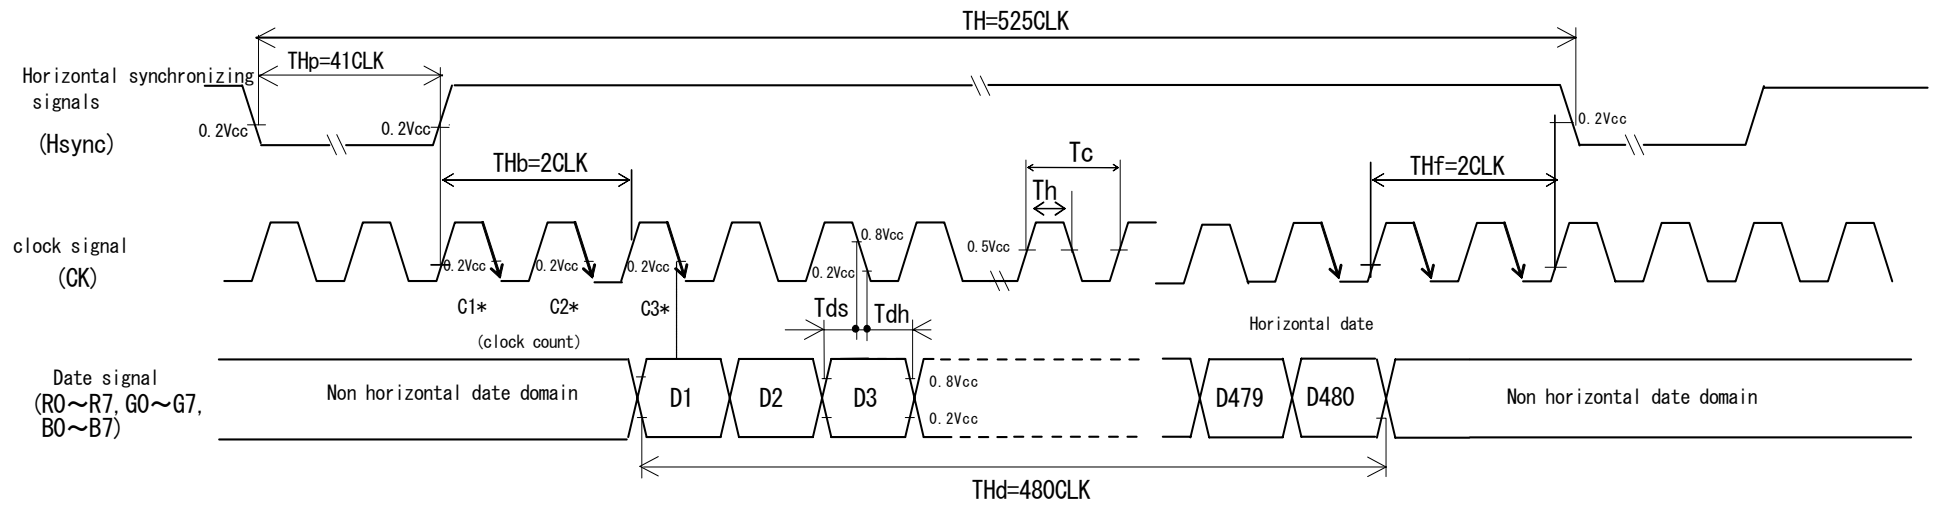 TH=525CLK
THp=41CLK
Horizontal synchronizing
signals
(Hsync)
0.2Vcc
0.2Vcc
0.2Vcc
THb=2CLK
Tc
THf=2CLK
Th
clock signal
(CK)
0.2Vcc
0.2Vcc
0.2Vcc
0.8Vcc
0.2Vcc
0.5Vcc
C1*
C2*
C3*
(clock count)
Tds
Tdh
Horizontal date
Date signal
(R0～R7,G0～G7,
B0～B7)
Non horizontal date domain
D1
D2
D3
0.8Vcc
0.2Vcc
D479
D480
Non horizontal date domain
THd=480CLK